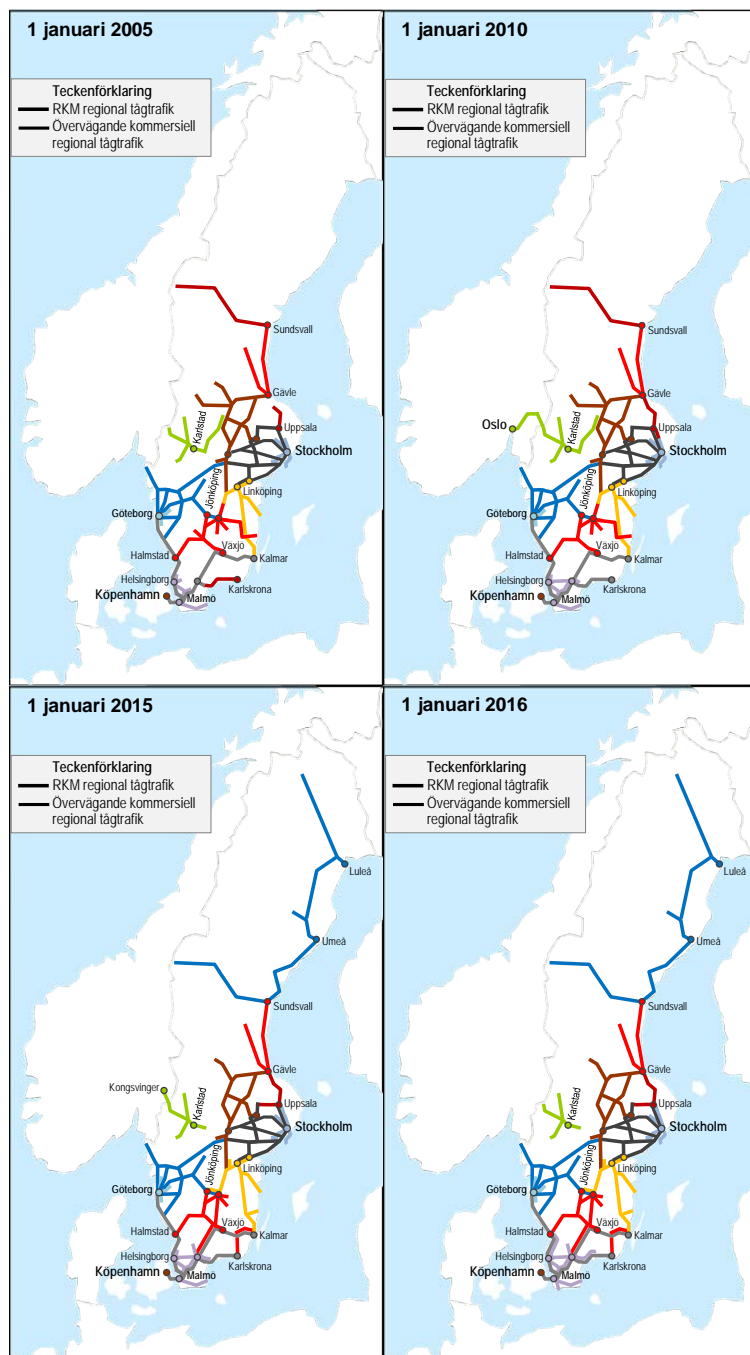 1 januari 2005
Teckenförklaring
RKM regional tågtrafik
Övervägande kommersiell
regional tågtrafik
Sundsvall
Gävle
Karlstad
Uppsala
Stockholm
Jönköping
Linköping
Göteborg
Halmstad
Växjö
Kalmar
Helsingborg
Karlskrona
Köpenhamn
Malmö
1 januari 2010
Teckenförklaring
RKM regional tågtrafik
Övervägande kommersiell
regional tågtrafik
Sundsvall
Gävle
Oslo
Karlstad
Uppsala
Stockholm
Jönköping
Linköping
Göteborg
Halmstad
Växjö
Kalmar
Helsingborg
Karlskrona
Köpenhamn
Malmö
1 januari 2015
Teckenförklaring
RKM regional tågtrafik
Övervägande kommersiell
regional tågtrafik
Luleå
Umeå
Sundsvall
Gävle
Kongsvinger
Karlstad
Uppsala
Stockholm
Jönköping
Linköping
Göteborg
Halmstad
Växjö
Kalmar
Helsingborg
Karlskrona
Köpenhamn
Malmö
1 januari 2016
Teckenförklaring
RKM regional tågtrafik
Övervägande kommersiell
regional tågtrafik
Luleå
Umeå
Sundsvall
Gävle
Karlstad
Uppsala
Stockholm
Jönköping
Linköping
Göteborg
Halmstad
Växjö
Kalmar
Helsingborg
Karlskrona
Köpenhamn
Malmö